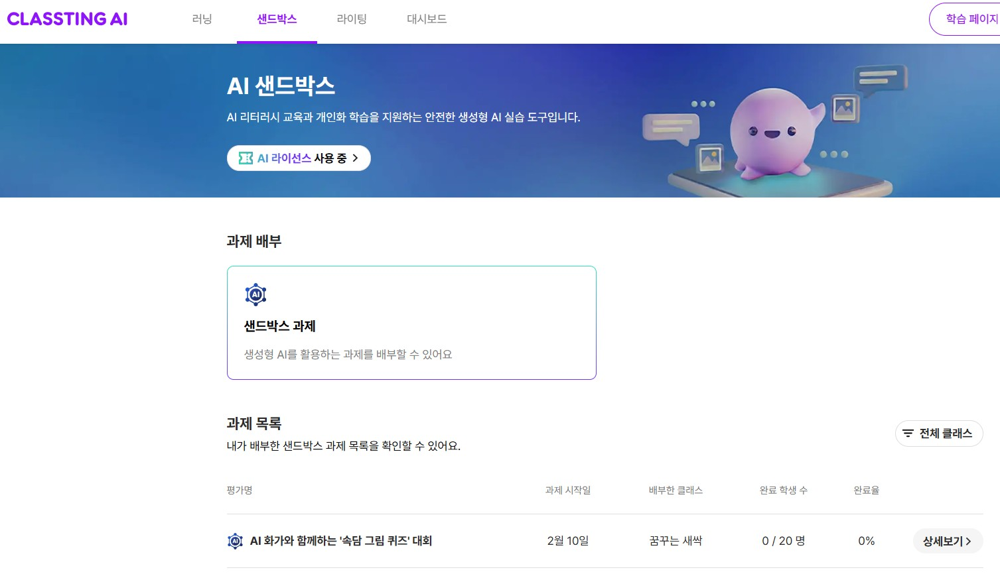 CLASSTING AI
러닝
샌드박스
라이팅
대시보드
학습 페이지
AI 샌드박스
AI 리터러시 교육과 개인화 학습을 지원하는 안전한 생성형 AI 실습 도구입니다.
AI 라이선스 사용 중
과제 배부
AI
샌드박스 과제
생성형 AI를 활용하는 과제를 배부할 수 있어요
과제 목록
내가 배부한 샌드박스 과제 목록을 확인할 수 있어요.
전체 클래스
평가명 과제 시작일 배부한 클래스 완료 학생 수 완료율
AI AI 화가와 함께하는 '속담 그림 퀴즈' 대회 2월 10일 꿈꾸는 새싹 0 / 20 명 0% 상세보기